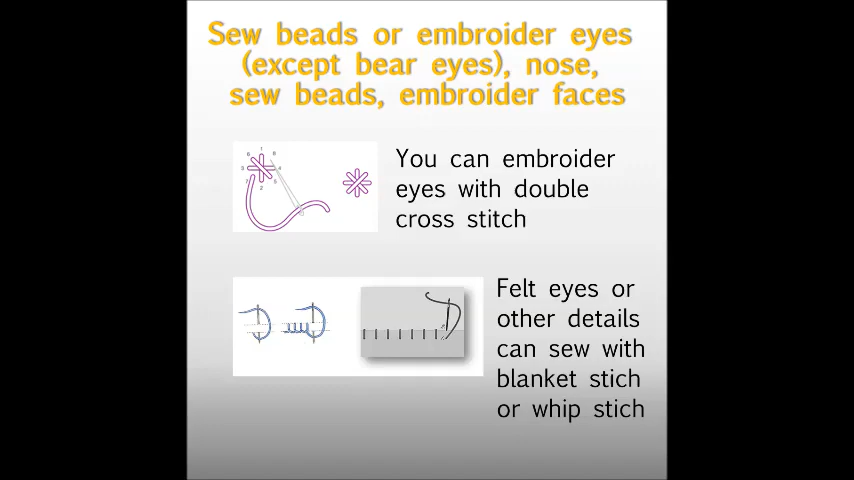 Sew beads or embroider eyes
(except bear eyes), nose,
sew beads, embroider faces
You can embroider
eyes with double
cross stitch
Felt eyes or
other details
can sew with
blanket stich
or whip stich